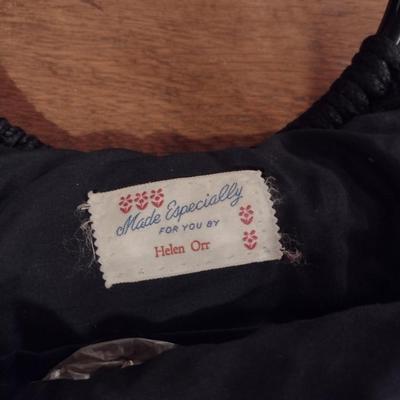 Made Especially
FOR YOU BY
Helen Orr